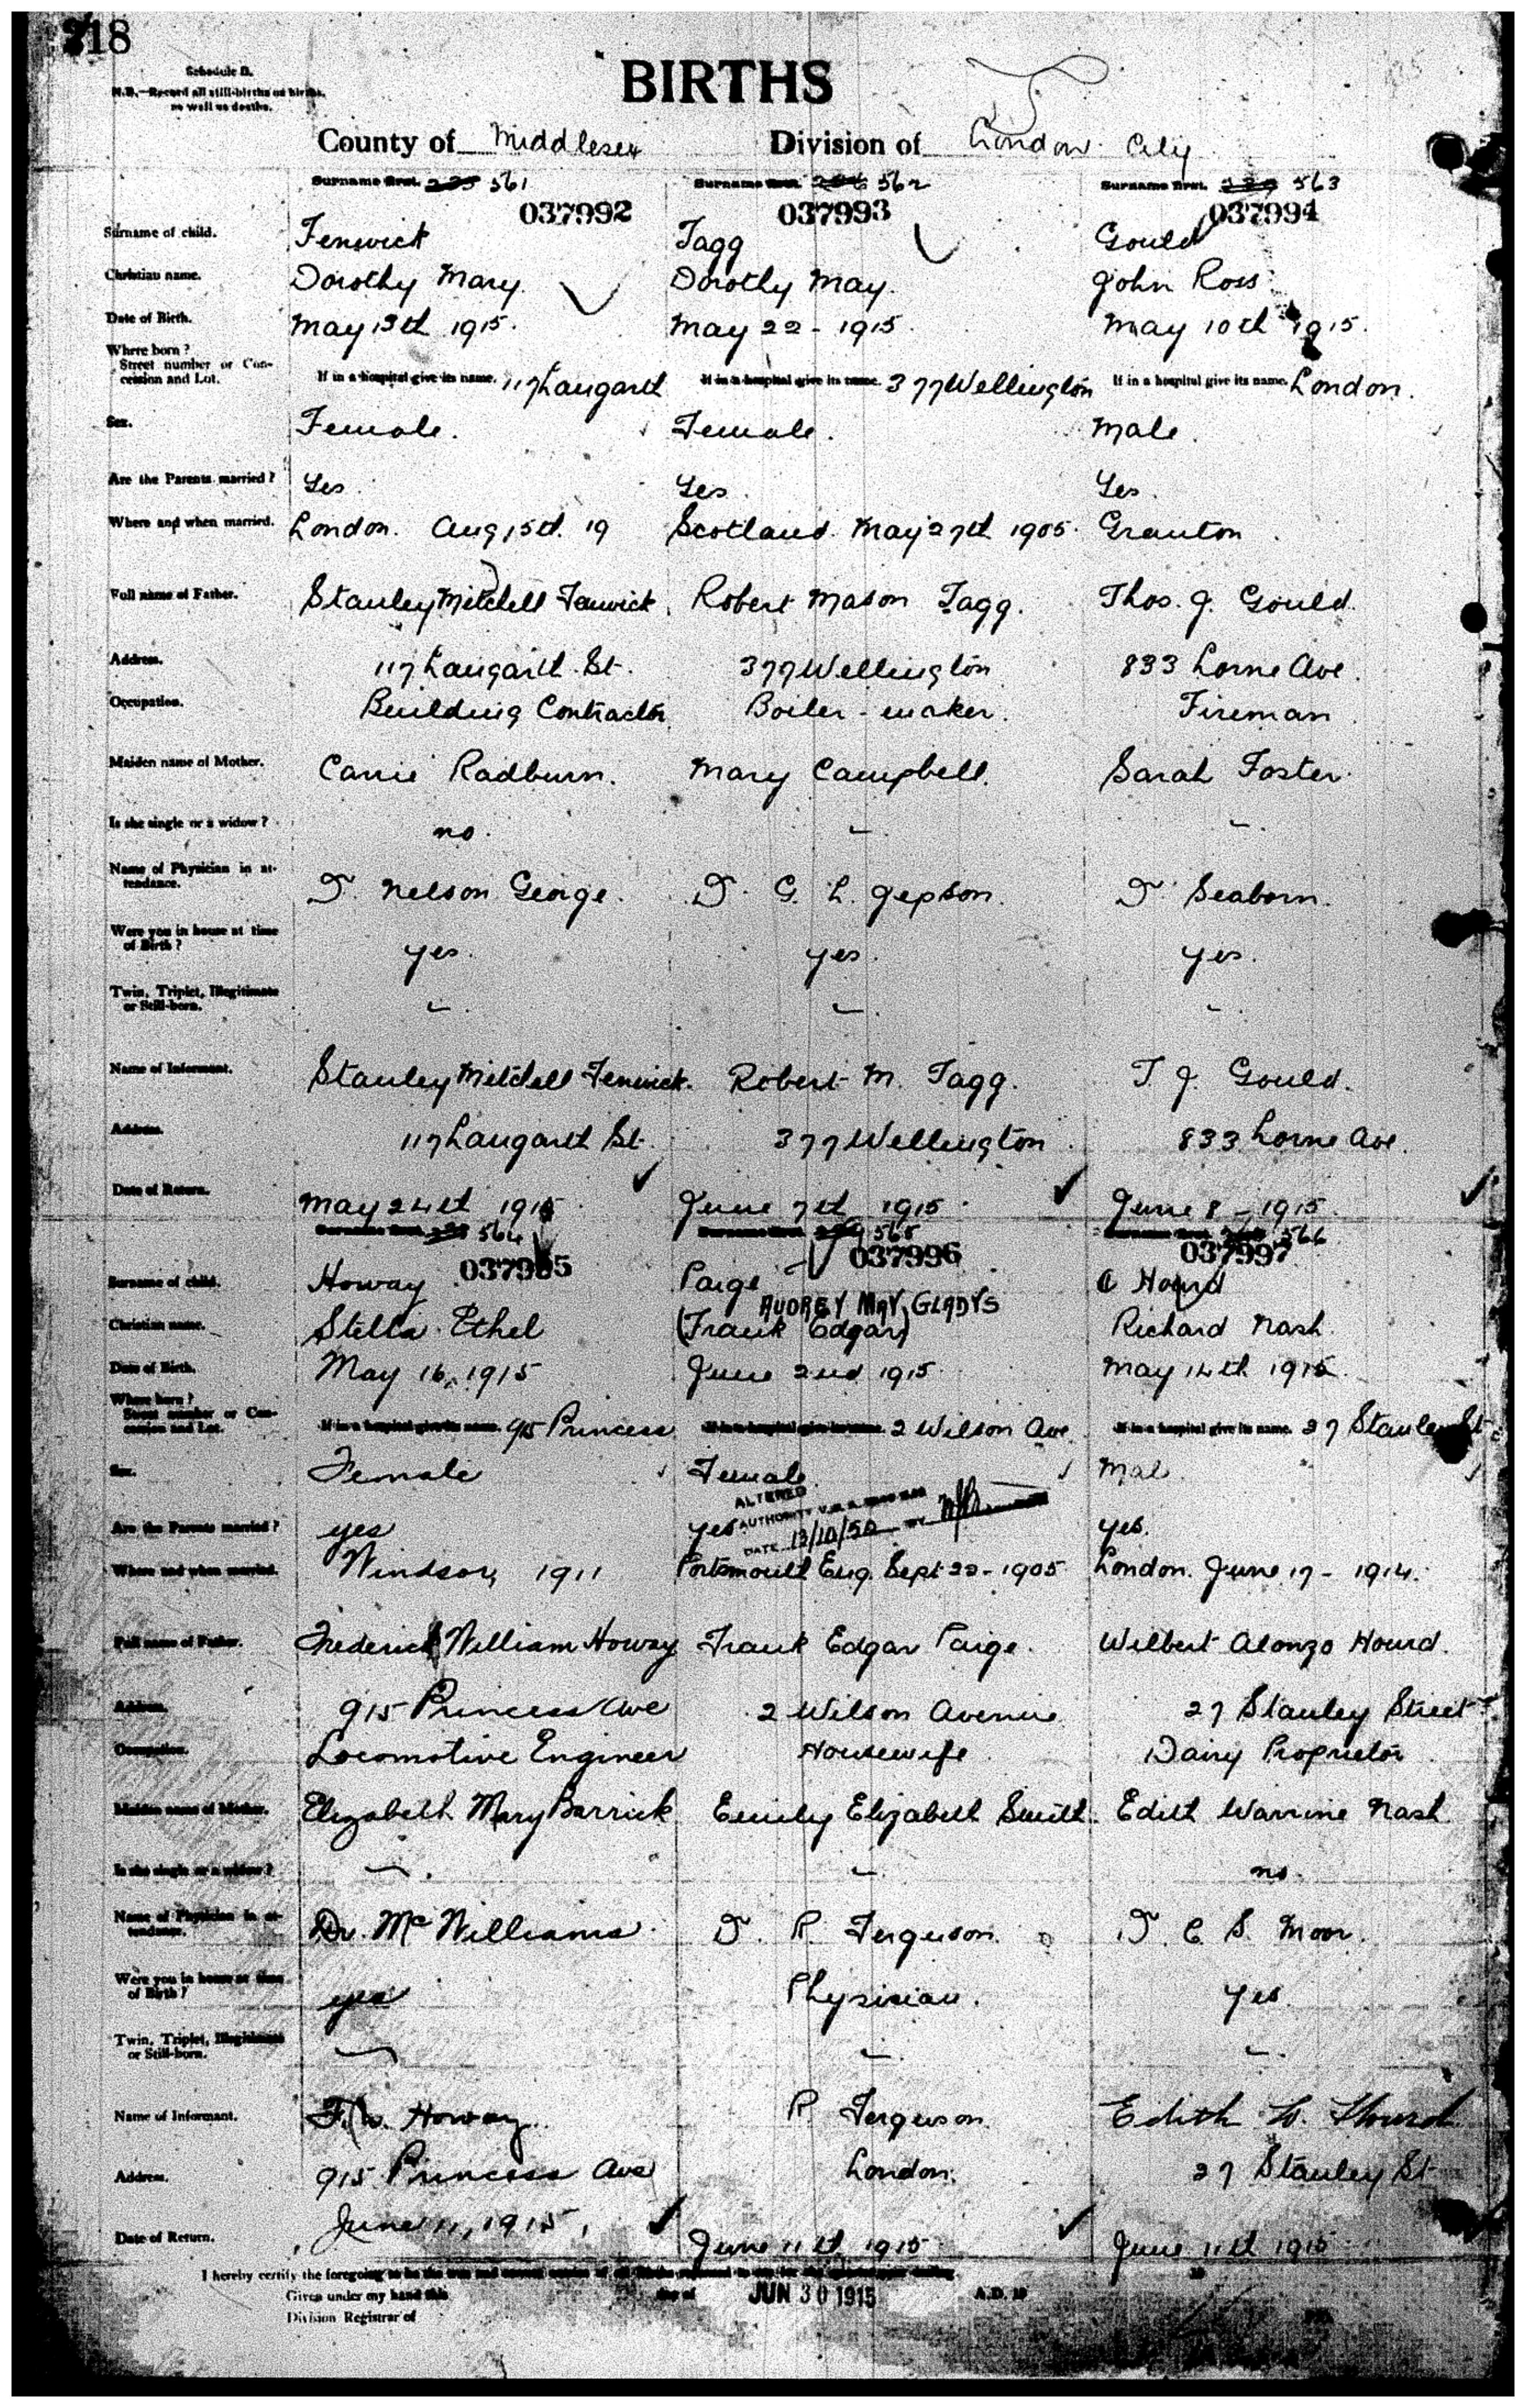 218
Schedule B.
N.B.—Record all still-births as births, as well as deaths.
BIRTHS
County of Middlesex Division of London City
Surname first. 561 Surname first. 562 Surname first. 563
037992 037993 037994
Surname of child. Fenwick Tagg Gould
Christian name. Dorothy Mary. Dorothy May. John Ross
Date of Birth. May 13th 1915. May 22 - 1915. May 10th 1915.
Where born?
Street number or Concession and Lot. If in a hospital give its name. 117 Langarth If in a hospital give its name. 377 Wellington If in a hospital give its name. London.
Sex. Female. Female. Male.
Are the Parents married? Yes. Yes. Yes.
Where and when married. London. Aug 15th. 19 Scotland. May 27th 1905. Granton
Full name of Father. Stanley Mitchell Fenwick. Robert Mason Tagg. Thos. J. Gould.
Address. 117 Langarth St. 377 Wellington 833 Lorne Ave.
Occupation. Building Contractor Boiler-maker. Fireman
Maiden name of Mother. Carrie Radburn. Mary Campbell. Sarah Foster.
Is she single or a widow? no. - -
Name of Physician in attendance. Dr Nelson George. Dr. G. L. Jepson. Dr Seaborn.
Were you in house at time of Birth? yes. yes. yes.
Twin, Triplet, Illegitimate or Still-born. - - -
Name of Informant. Stanley Mitchell Fenwick. Robert M. Tagg. T. J. Gould.
Address. 117 Langarth St. 377 Wellington 833 Lorne Ave.
Date of Return. May 24th 1915 June 7th 1915 June 8 - 1915.
Surname first. 564 Surname first. 565 Surname first. 566
037995 037996 037997
Surname of child. Howay Paige Hourd
AUDREY MAY GLADYS
Christian name. Stella Ethel (Frank Edgar) Richard Nash.
Date of Birth. May 16, 1915 June 2nd 1915. May 14th 1915.
Where born?
Street number or Concession and Lot. If in a hospital give its name. 915 Princess If in a hospital give its name. 2 Wilson Ave. If in a hospital give its name. 27 Stanley St.
Sex. Female Female Mal
ALTERED
AUTHORITY V.S.A.
DATE 13/10/50 BY
Are the Parents married? yes yes yes.
Where and when married. Windsor, 1911 Portsmouth Eng. Sept 22 - 1905. London. June 17 - 1914.
Full name of Father. Frederick William Howay Frank Edgar Paige. Wilbert Alonzo Hourd.
Address. 915 Princess Ave 2 Wilson Avenue 27 Stanley Street
Occupation. Locomotive Engineer Housewife Dairy Proprietor
Maiden name of Mother. Elizabeth Mary Barrick Emily Elizabeth Smith. Edith Warrine Nash
Is she single or a widow? - - no.
Name of Physician in attendance. Dr. McWilliams. Dr. R. Ferguson. Dr. C. S. Moor.
Were you in house at time of Birth? yes Physician. yes.
Twin, Triplet, Illegitimate or Still-born. - - -
Name of Informant. F. W. Howay R. Ferguson Edith W. Hourd
Address. 915 Princess Ave London. 27 Stanley St.
Date of Return. June 11, 1915, June 11th 1915 June 11th 1915
I hereby certify the foregoing to be the true and correct
Given under my hand this day of JUN 30 1915 A.D. 19
Division Registrar of